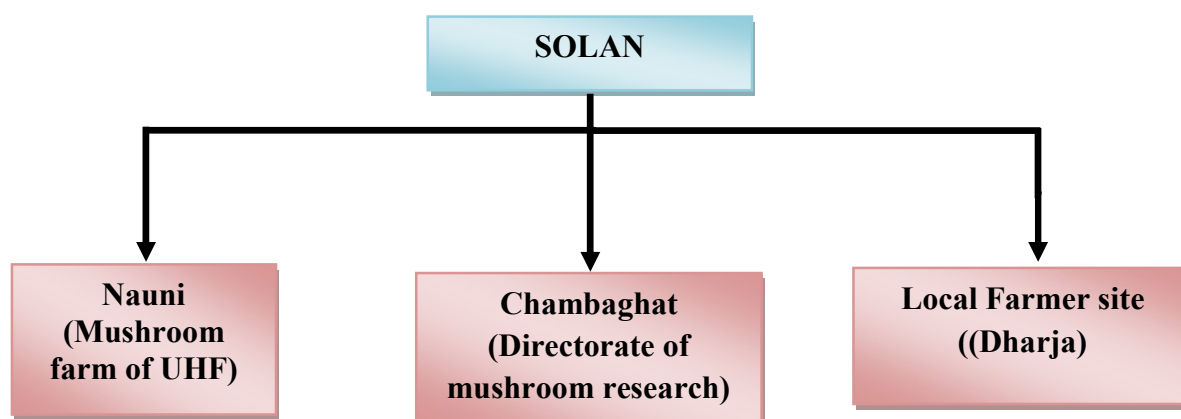 SOLAN
Nauni
(Mushroom
farm of UHF)
Chambaghat
(Directorate of
mushroom research)
Local Farmer site
((Dharja)